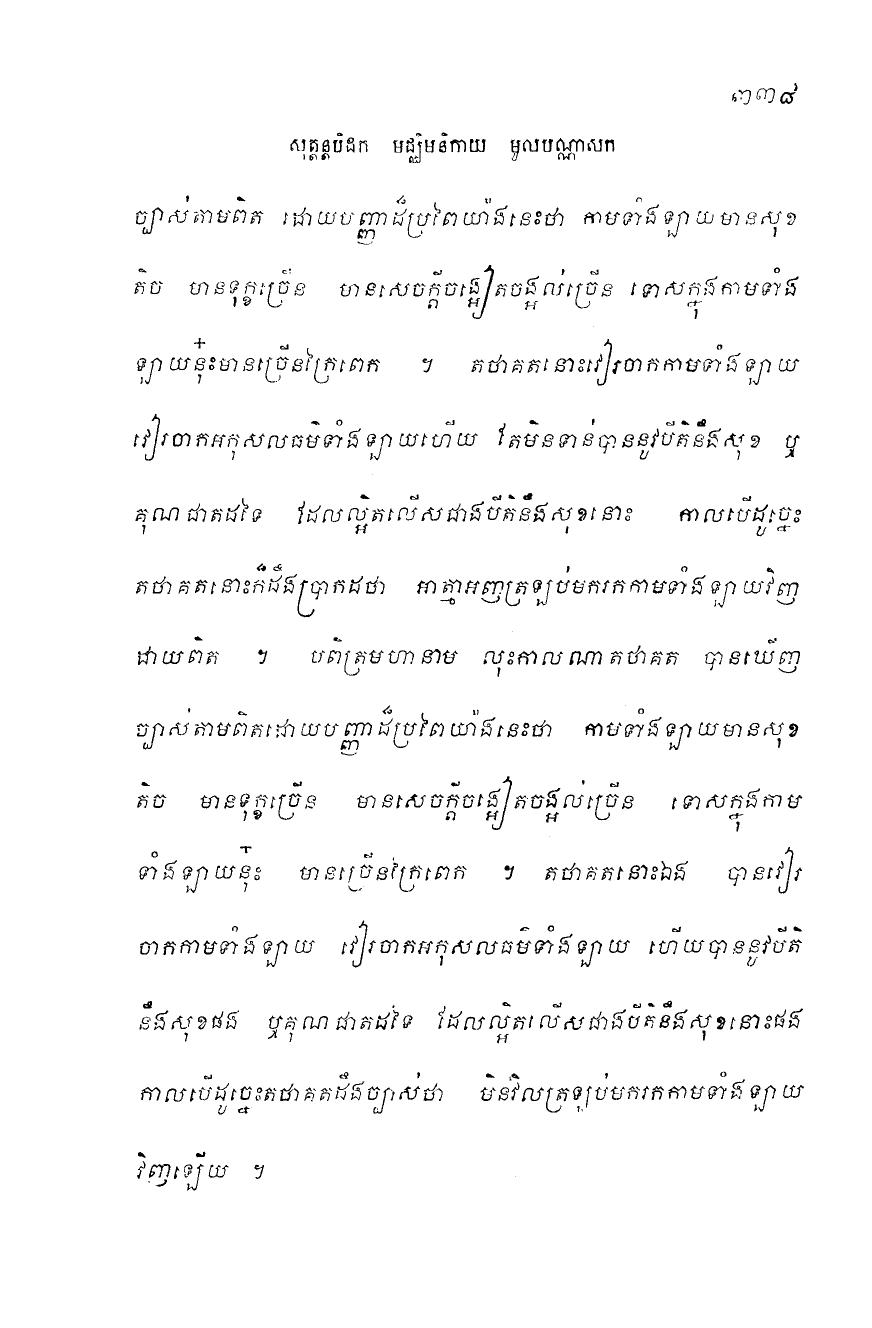 ៣៣៨
សុត្តន្តបិដក មជ្ឈិមនិកាយ មូលបណ្ណាសក
ច្បាស់តាមពិត ដោយបញ្ញាដ៏ប្រពៃយ៉ាងនេះថា កាមទាំងឡាយមានសុខ
តិច មានទុក្ខច្រើន មានសេចក្តីចង្អៀតចង្អល់ច្រើន ទោសក្នុងកាមទាំង
ឡាយនុ៎ះមានច្រើនក្រៃពេក ។ តថាគតនោះវៀរចាកកាមទាំងឡាយ
វៀរចាកអកុសលធម៌ទាំងឡាយហើយ តែមិនទាន់បាននូវបីតិនឹងសុខ ឬ
គុណជាតដទៃ ដែលល្អិតលើសជាងបីតិនឹងសុខនោះ កាលបើដូច្នេះ
តថាគតនោះក៏ដឹងប្រាកដថា អាត្មាអញត្រឡប់មករកកាមទាំងឡាយវិញ
ដោយពិត ។ បពិត្រមហានាម លុះកាលណាតថាគត បានឃើញ
ច្បាស់តាមពិតដោយបញ្ញាដ៏ប្រពៃយ៉ាងនេះថា កាមទាំងឡាយមានសុខ
តិច មានទុក្ខច្រើន មានសេចក្តីចង្អៀតចង្អល់ច្រើន ទោសក្នុងកាម
ទាំងឡាយនុ៎ះ មានច្រើនក្រៃពេក ។ តថាគតនោះឯង បានវៀរ
ចាកកាមទាំងឡាយ វៀរចាកអកុសលធម៌ទាំងឡាយ ហើយបាននូវបីតិ
នឹងសុខផង ឬគុណជាតដទៃ ដែលល្អិតលើសជាងបីតិនឹងសុខនោះផង
កាលបើដូច្នេះតថាគតដឹងច្បាស់ថា មិនវិលត្រឡប់មករកកាមទាំងឡាយ
វិញឡើយ ។